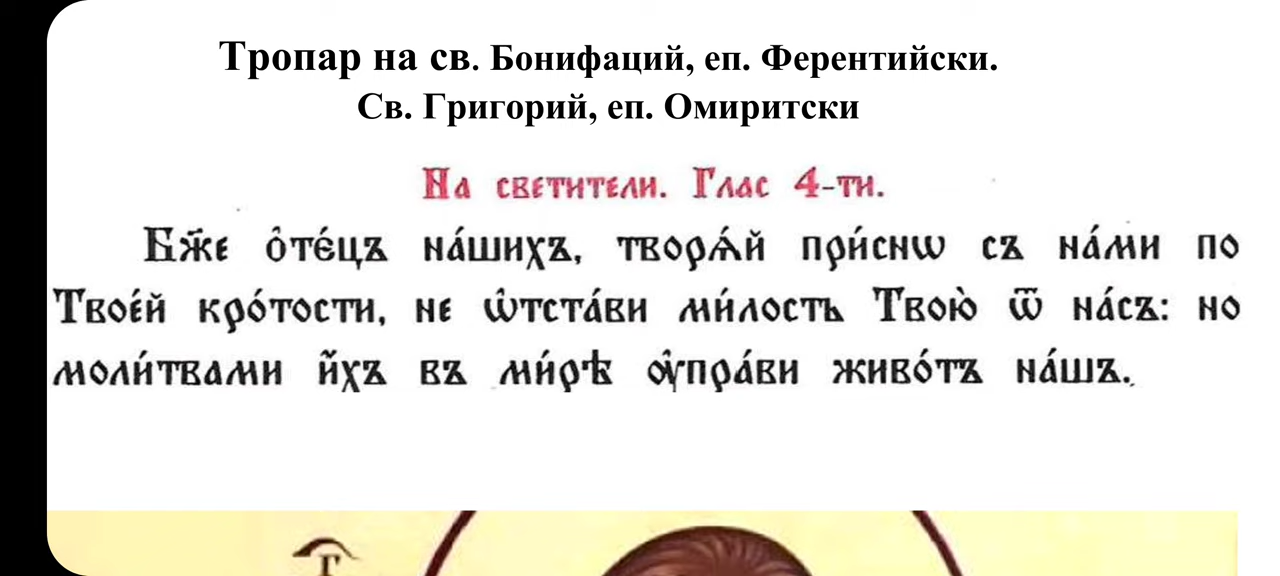 Тропар на св. Бонифаций, еп. Ферентийски.
Св. Григорий, еп. Омиритски
На светители. Глас 4-ти.
Бж҃е ѻ҆те́цъ на́шихъ, творѧ́й при́снѡ съ на́ми по
Твое́й кро́тости, не ѿста́ви ми́лость Твою̀ ѿ на́съ: но
моли́твами и҆́хъ въ ми́рѣ ᲂу҆пра́ви живо́тъ на́шъ.
Г